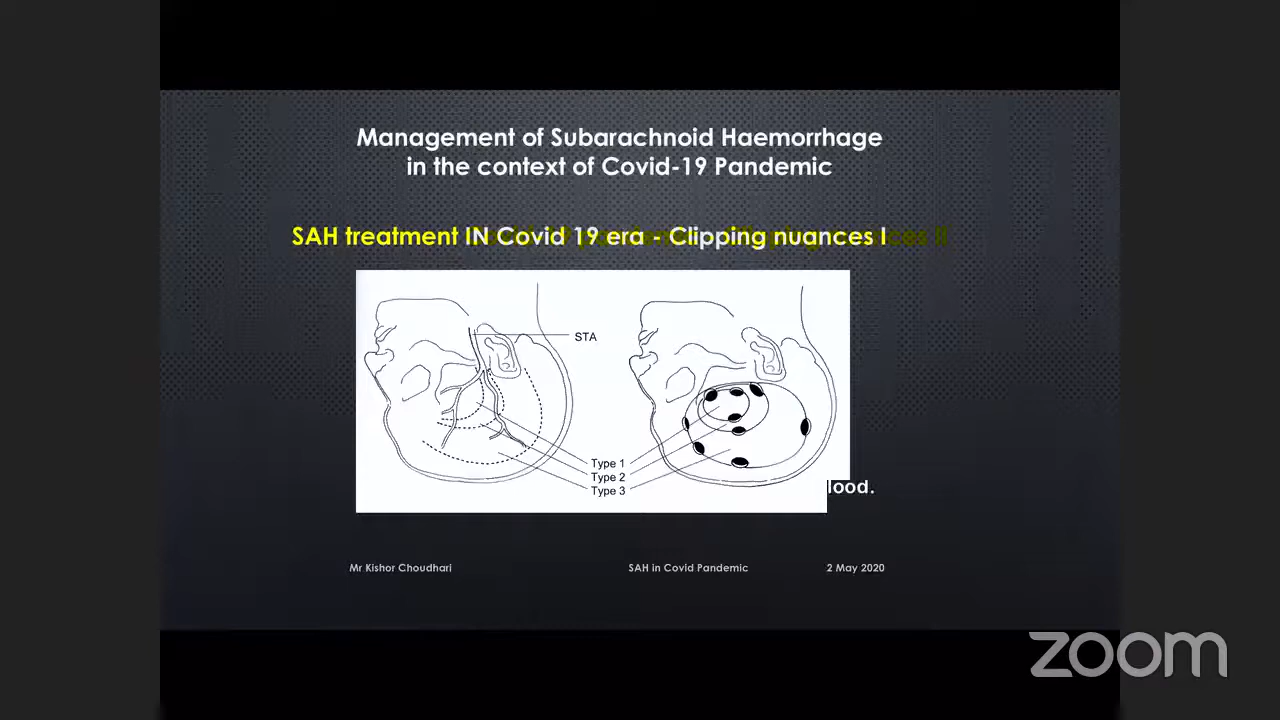 Management of Subarachnoid Haemorrhage
in the context of Covid-19 Pandemic
SAH treatment IN Covid 19 era - Clipping nuances I
STA
Type 1
Type 2
Type 3
lood.
Mr Kishor Choudhari
SAH in Covid Pandemic
2 May 2020
zoom